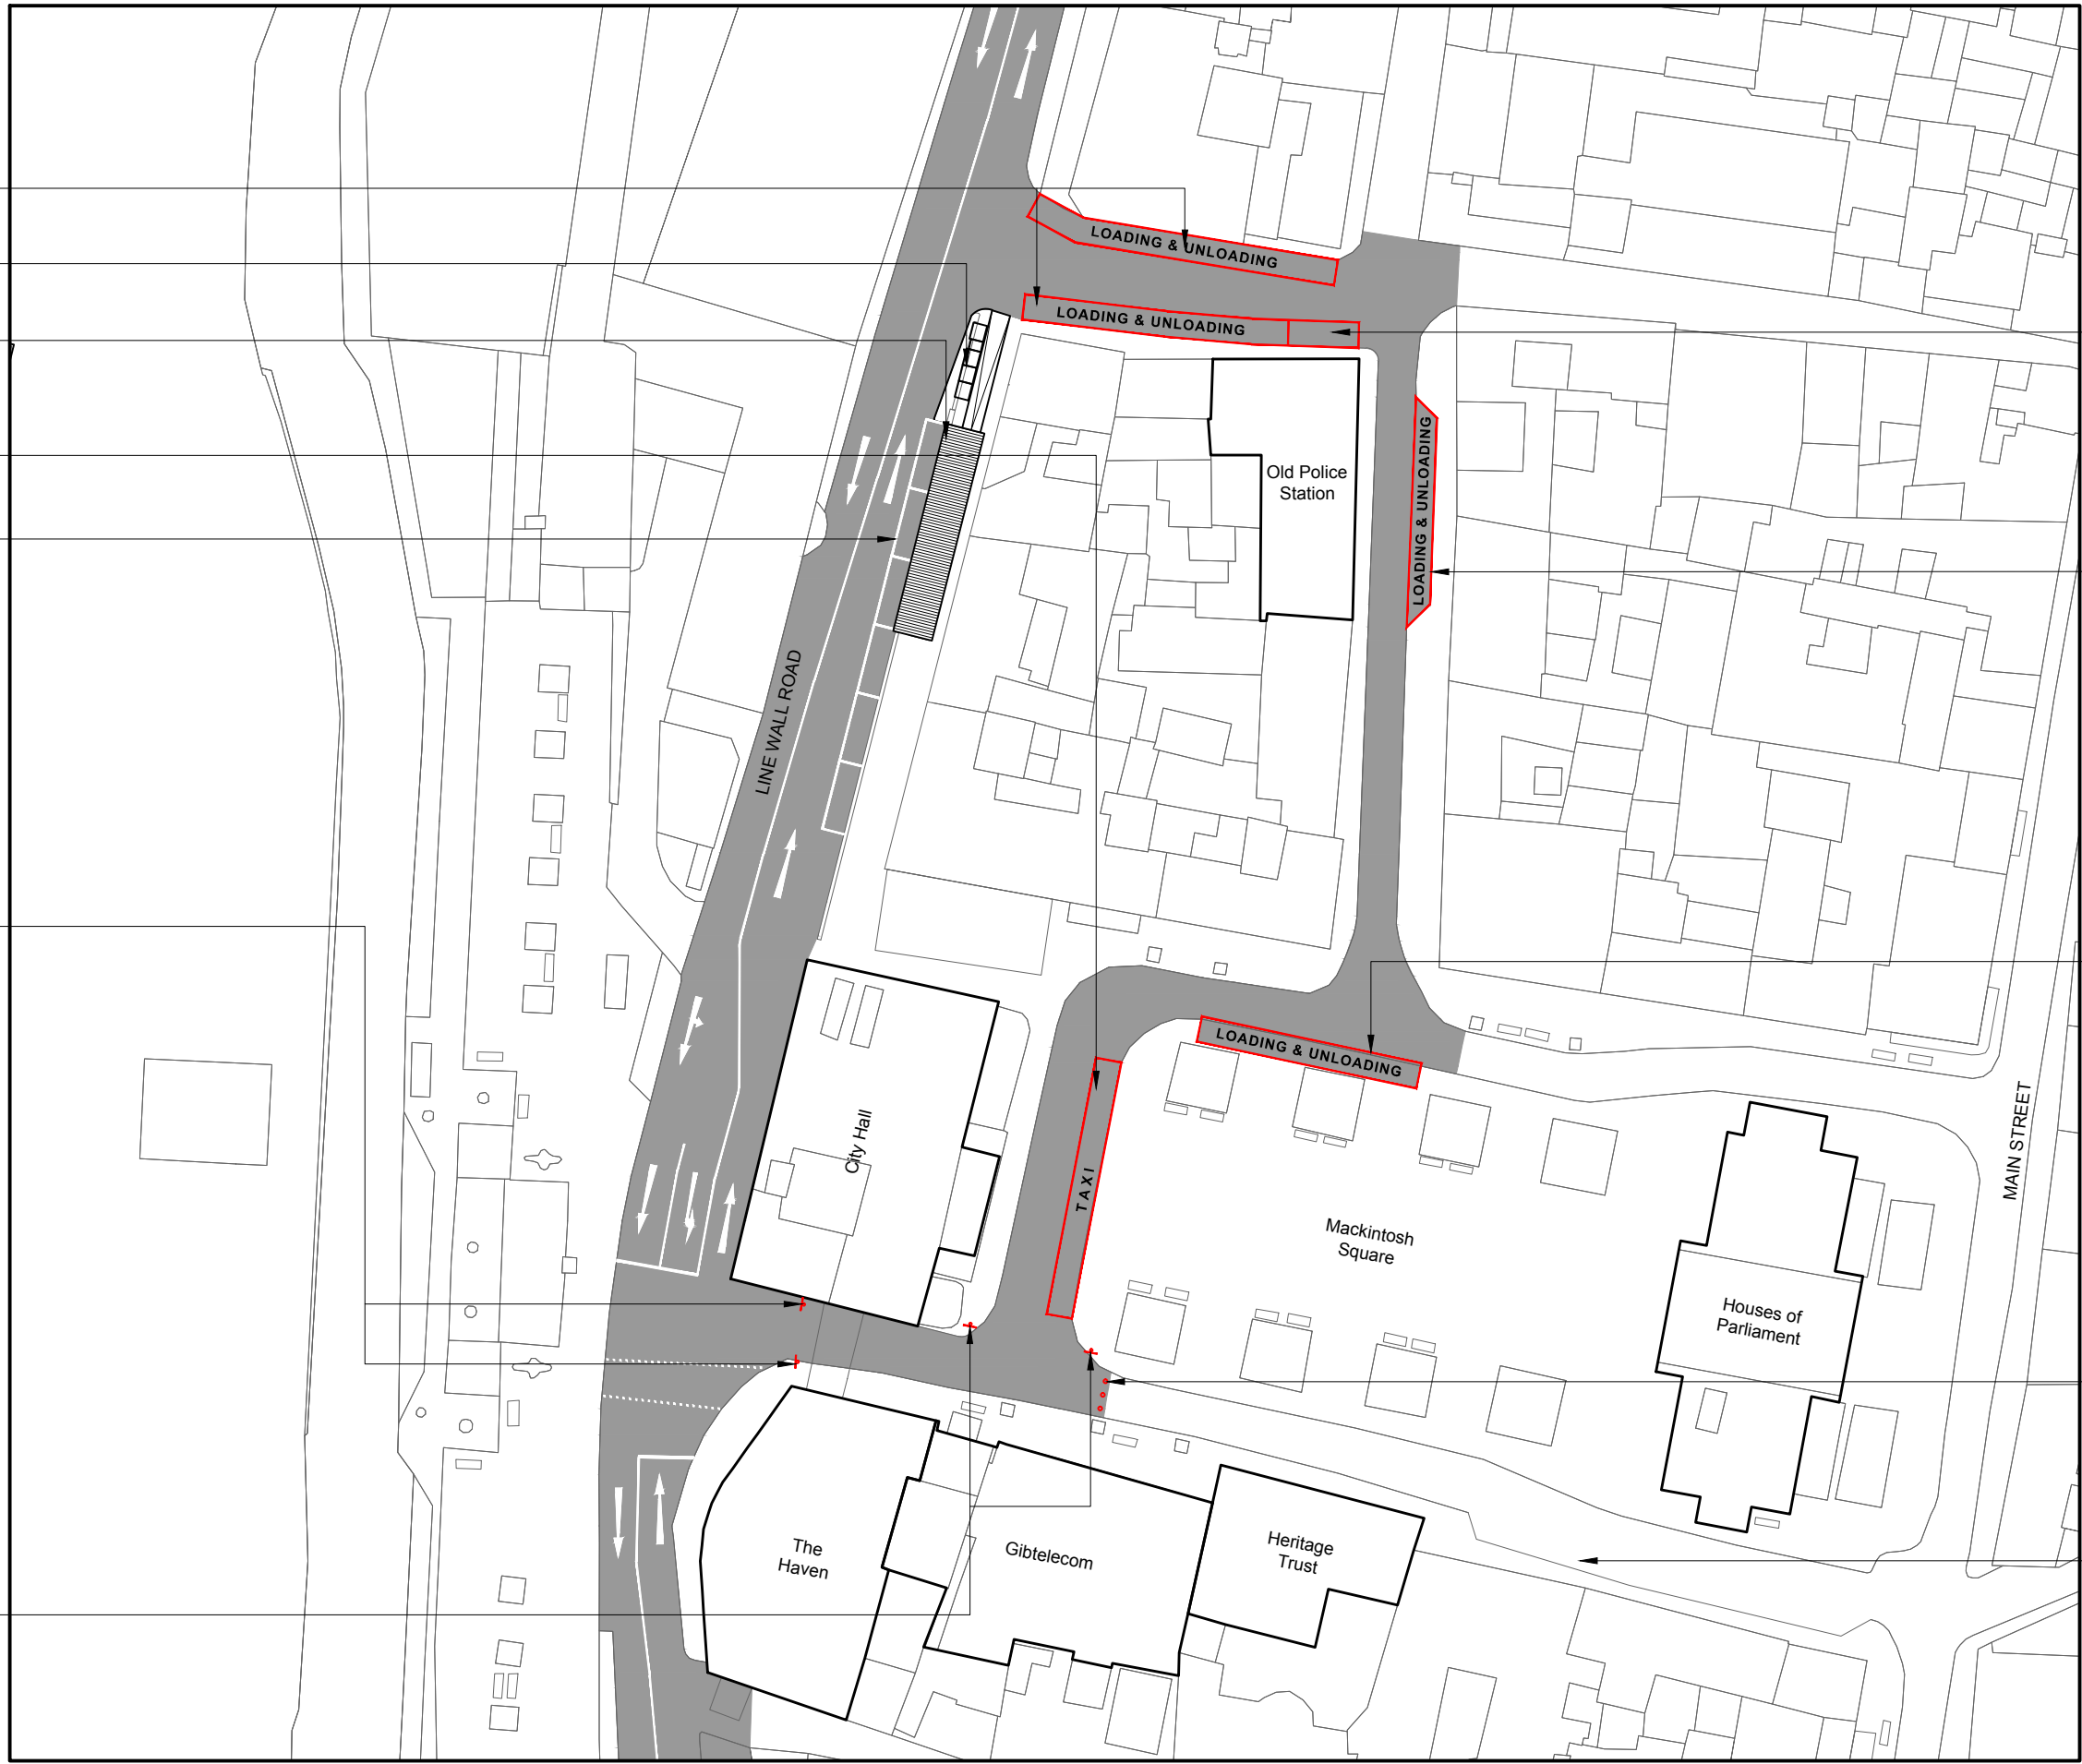 LOADING & UNLOADING
LOADING & UNLOADING
Old Police
Station
LOADING & UNLOADING
LINE WALL ROAD
LOADING & UNLOADING
City Hall
TAXI
MAIN STREET
Mackintosh
Square
Houses of
Parliament
The
Haven
Gibtelecom
Heritage
Trust